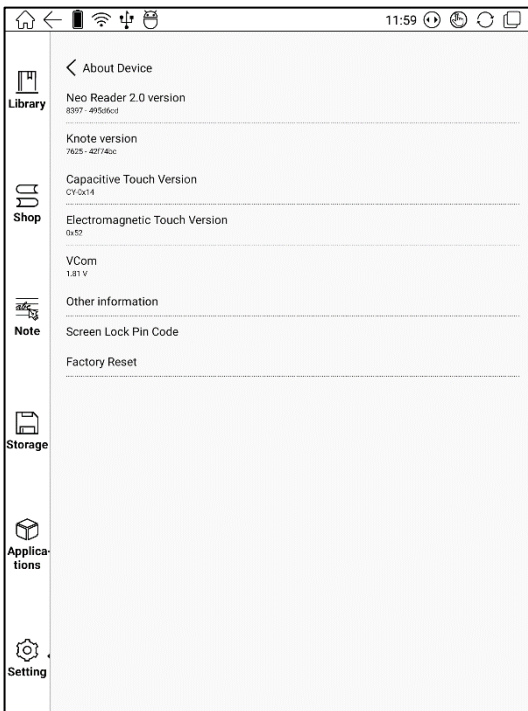 11:59
About Device
Library
Neo Reader 2.0 version
8397 - 495d6cd
Knote version
7625 - 42f74bc
Capacitive Touch Version
CY-0x14
Shop
Electromagnetic Touch Version
0x52
VCom
1.81 V
Other information
abc
Note
Screen Lock Pin Code
Factory Reset
Storage
Applica-
tions
Setting